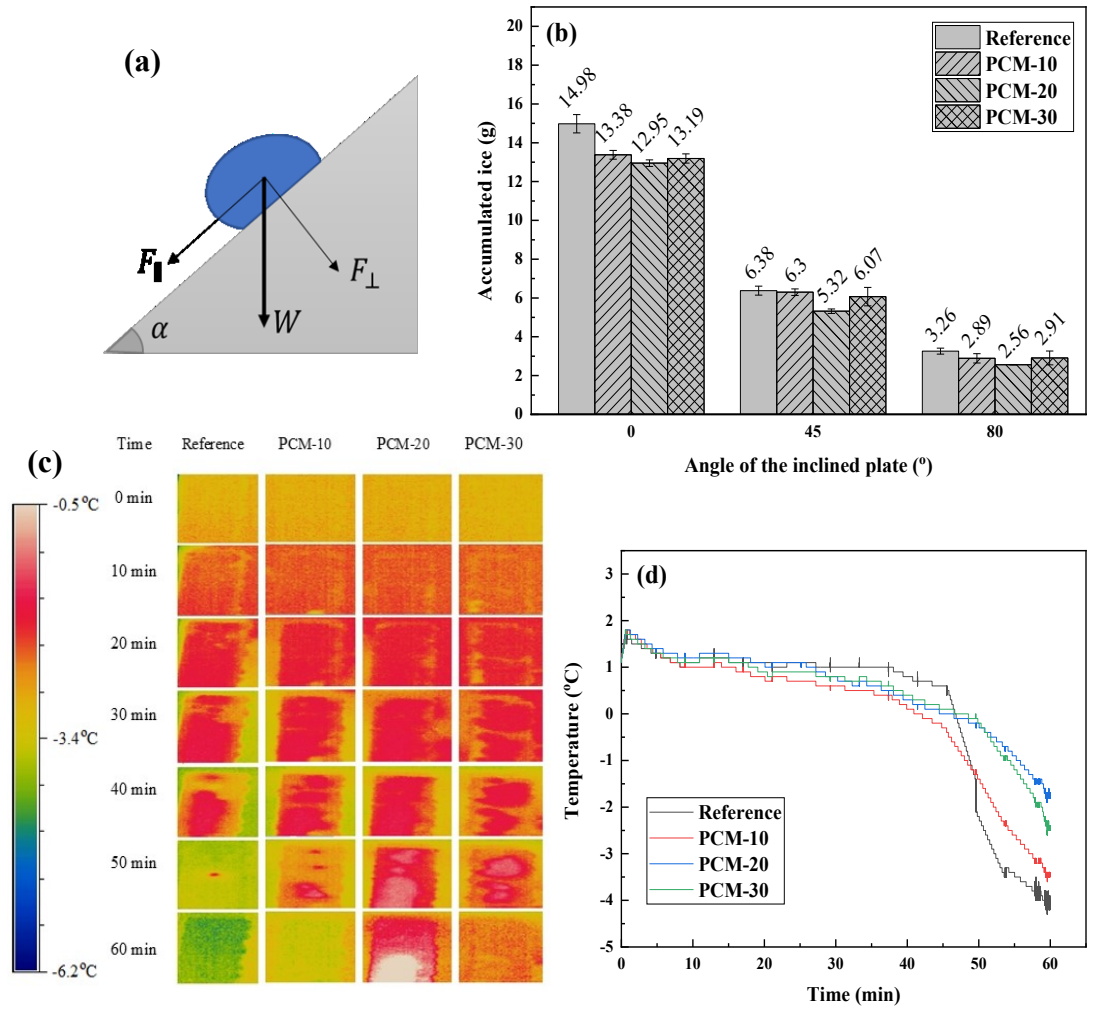 (a)
F∥
F⊥
W
α
(b)
Accumulated ice (g)
20
18
16
14
12
10
8
6
4
2
0
14.98
13.38
12.95
13.19
6.38
6.3
5.32
6.07
3.26
2.89
2.56
2.91
Reference
PCM-10
PCM-20
PCM-30
0 45 80
Angle of the inclined plate (º)
(c)
Time Reference PCM-10 PCM-20 PCM-30
-0.5ºC
-3.4ºC
-6.2ºC
0 min
10 min
20 min
30 min
40 min
50 min
60 min
(d)
Temperature (ºC)
3
2
1
0
-1
-2
-3
-4
-5
Reference
PCM-10
PCM-20
PCM-30
0 10 20 30 40 50 60
Time (min)